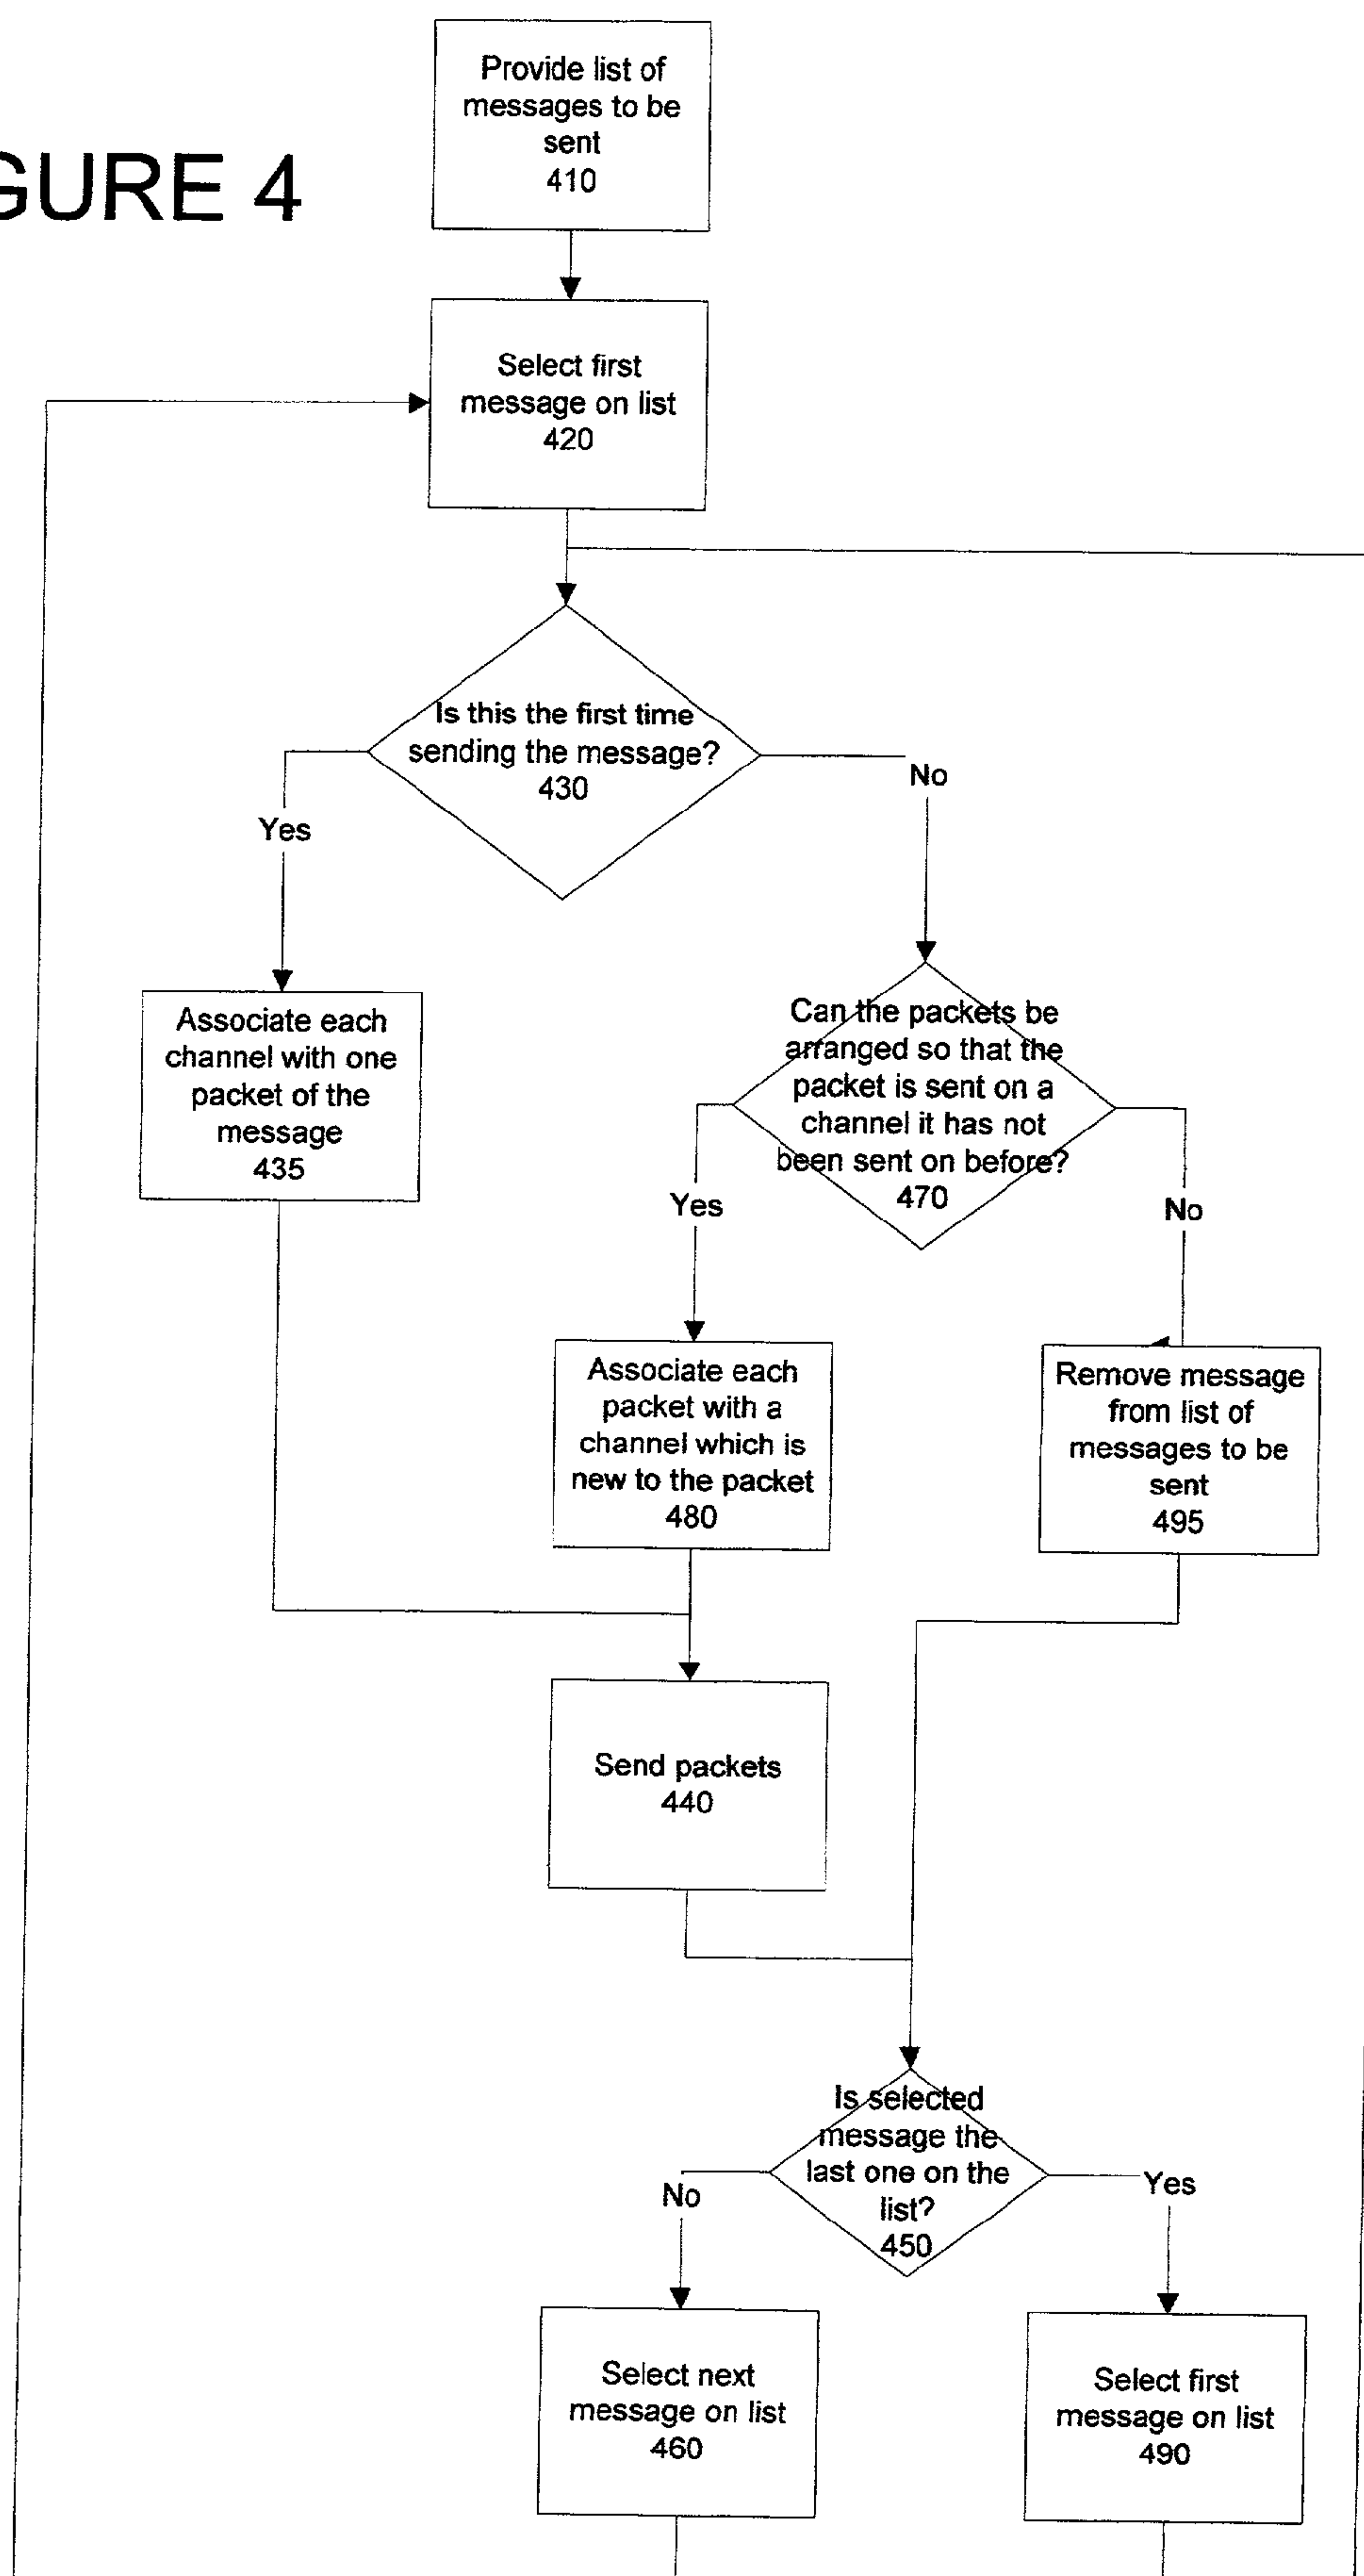 Provide list of
messages to be
sent
410
GURE 4
Select first
message on list
420
Is this the first time
sending the message?
430
No
Yes
Associate each
channel with one
packet of the
message
435
Can the packets be
arranged so that the
packet is sent on a
channel it has not
been sent on before?
470
Yes
No
Associate each
packet with a
channel which is
new to the packet
480
Remove message
from list of
messages to be
sent
495
Send packets
440
Is selected
message the
last one on the
list?
450
No
Yes
Select next
message on list
460
Select first
message on list
490